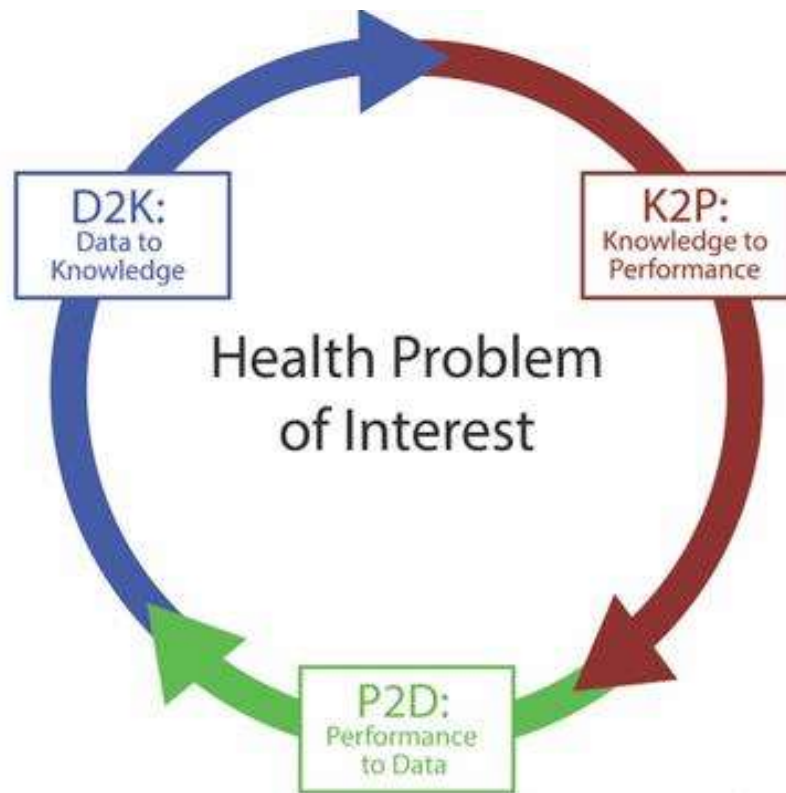 D2K:
Data to
Knowledge
K2P:
Knowledge to
Performance
Health Problem
of Interest
P2D:
Performance
to Data